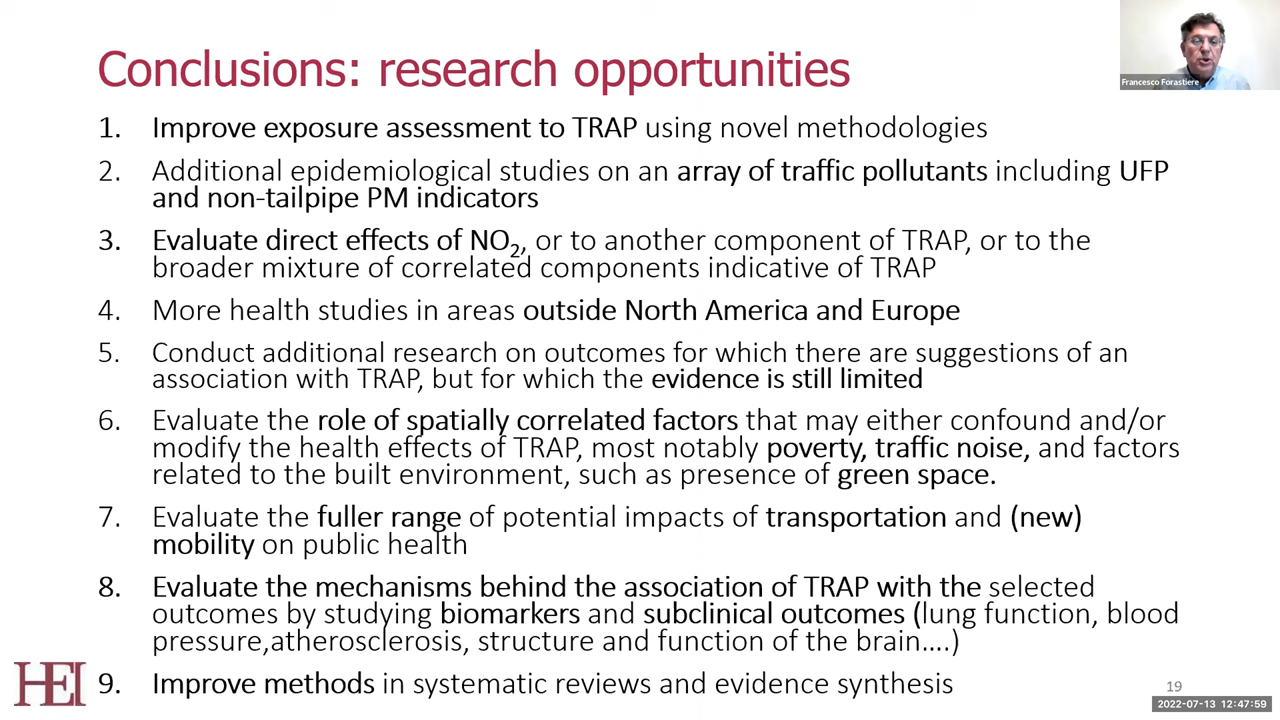 Conclusions: research opportunities
Francesco Forastiere
1. Improve exposure assessment to TRAP using novel methodologies
2. Additional epidemiological studies on an array of traffic pollutants including UFP
and non-tailpipe PM indicators
3. Evaluate direct effects of NO₂, or to another component of TRAP, or to the
broader mixture of correlated components indicative of TRAP
4. More health studies in areas outside North America and Europe
5. Conduct additional research on outcomes for which there are suggestions of an
association with TRAP, but for which the evidence is still limited
6. Evaluate the role of spatially correlated factors that may either confound and/or
modify the health effects of TRAP, most notably poverty, traffic noise, and factors
related to the built environment, such as presence of green space.
7. Evaluate the fuller range of potential impacts of transportation and (new)
mobility on public health
8. Evaluate the mechanisms behind the association of TRAP with the selected
outcomes by studying biomarkers and subclinical outcomes (lung function, blood
pressure,atherosclerosis, structure and function of the brain....)
9. Improve methods in systematic reviews and evidence synthesis
HEI
19
2022-07-13 12:47:59